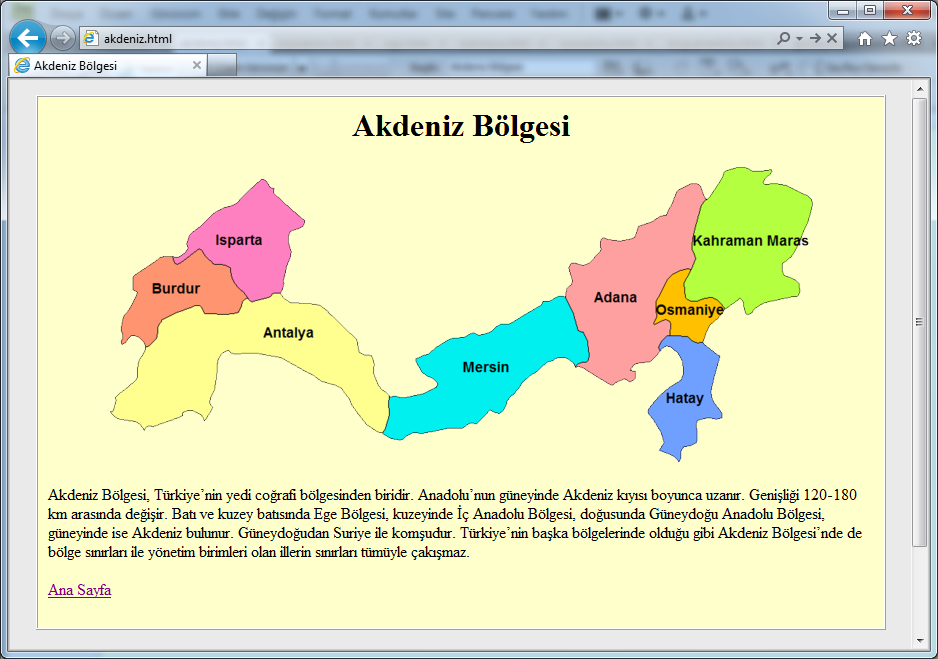 akdeniz.html
Akdeniz Bölgesi
Akdeniz Bölgesi
Isparta
Kahraman Maras
Burdur
Adana
Osmaniye
Antalya
Mersin
Hatay
Akdeniz Bölgesi, Türkiye’nin yedi coğrafi bölgesinden biridir. Anadolu’nun güneyinde Akdeniz kıyısı boyunca uzanır. Genişliği 120-180
km arasında değişir. Batı ve kuzey batısında Ege Bölgesi, kuzeyinde İç Anadolu Bölgesi, doğusunda Güneydoğu Anadolu Bölgesi,
güneyinde ise Akdeniz bulunur. Güneydoğudan Suriye ile komşudur. Türkiye’nin başka bölgelerinde olduğu gibi Akdeniz Bölgesi’nde de
bölge sınırları ile yönetim birimleri olan illerin sınırları tümüyle çakışmaz.
Ana Sayfa